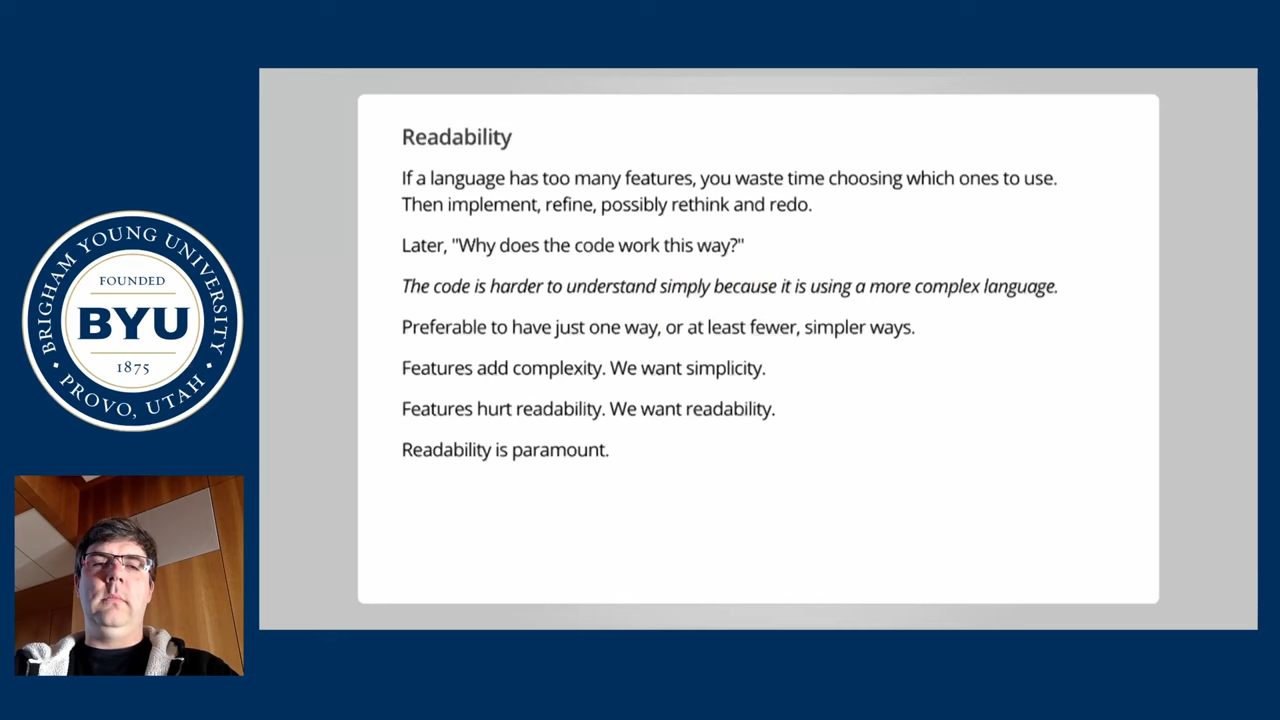 BRIGHAM YOUNG UNIVERSITY
FOUNDED
BYU
1875
PROVO, UTAH
Readability
If a language has too many features, you waste time choosing which ones to use.
Then implement, refine, possibly rethink and redo.
Later, "Why does the code work this way?"
The code is harder to understand simply because it is using a more complex language.
Preferable to have just one way, or at least fewer, simpler ways.
Features add complexity. We want simplicity.
Features hurt readability. We want readability.
Readability is paramount.